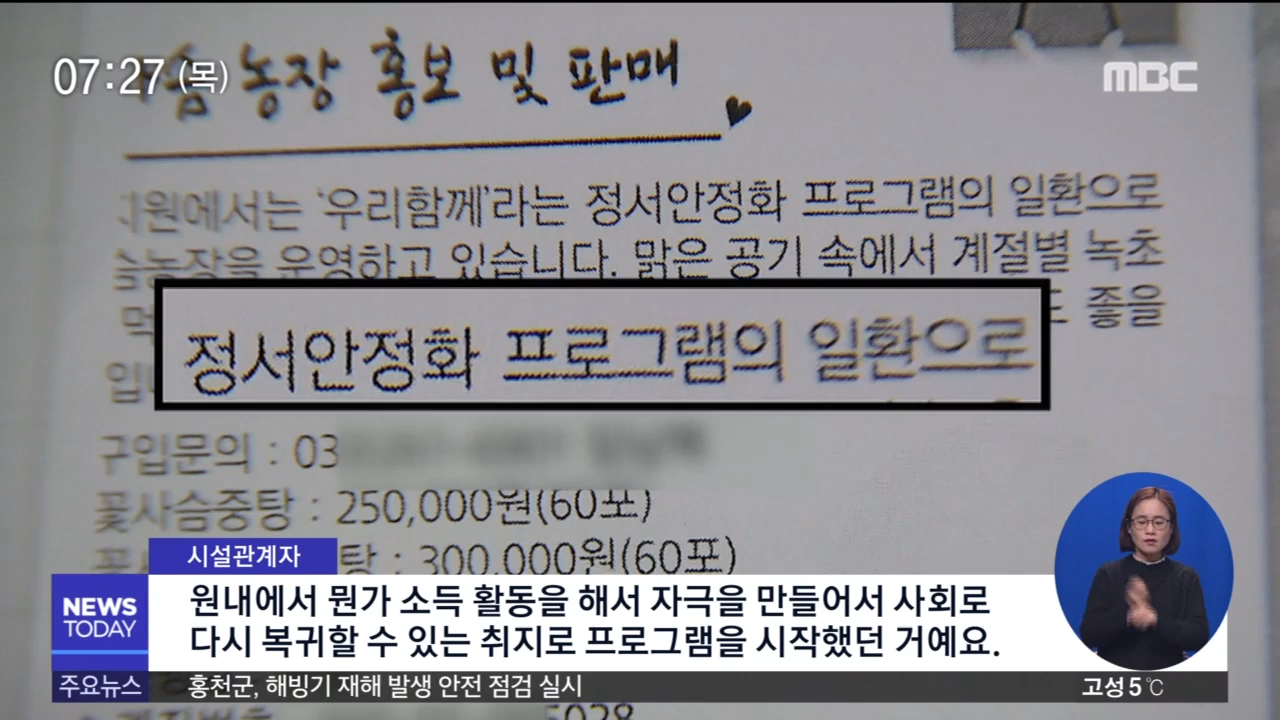 07:27 (목)
MBC
농장 홍보 및 판매
원에서는 '우리함께'라는 정서안정화 프로그램의 일환으로
농장을 운영하고 있습니다. 맑은 공기 속에서 계절별 녹초
좋을
정서안정화 프로그램의 일환으로
구입문의 : 03
꽃사슴중탕 : 250,000원(60포)
탕 : 300,000원(60포)
시설관계자
NEWS
TODAY
원내에서 뭔가 소득 활동을 해서 자극을 만들어서 사회로
다시 복귀할 수 있는 취지로 프로그램을 시작했던 거예요.
주요뉴스
홍천군, 해빙기 재해 발생 안전 점검 실시
고성 5℃